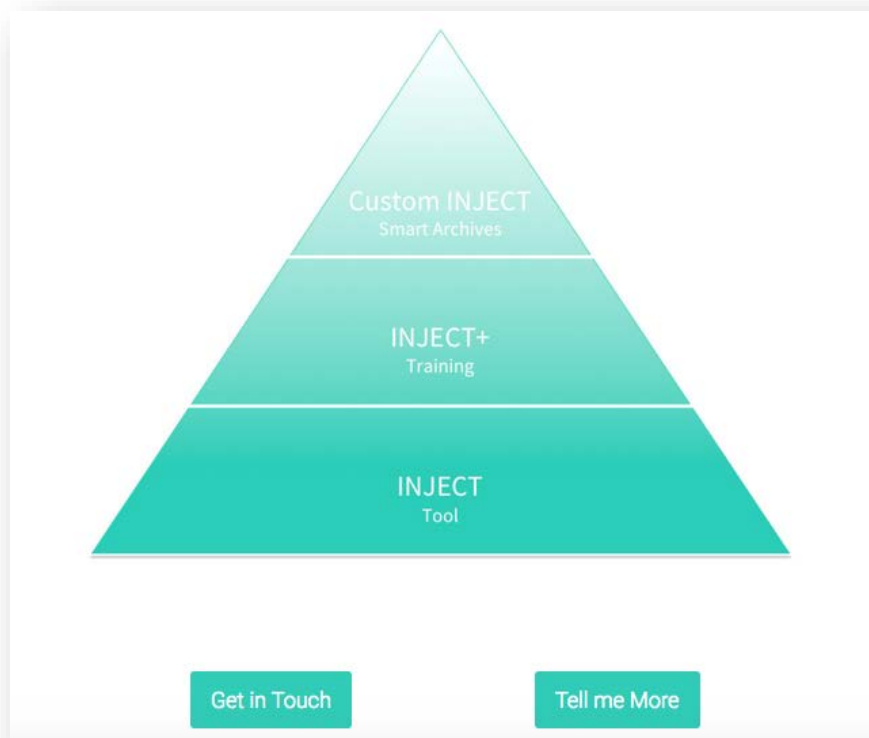 Custom INJECT
Smart Archives
INJECT+
Training
INJECT
Tool
Get in Touch
Tell me More